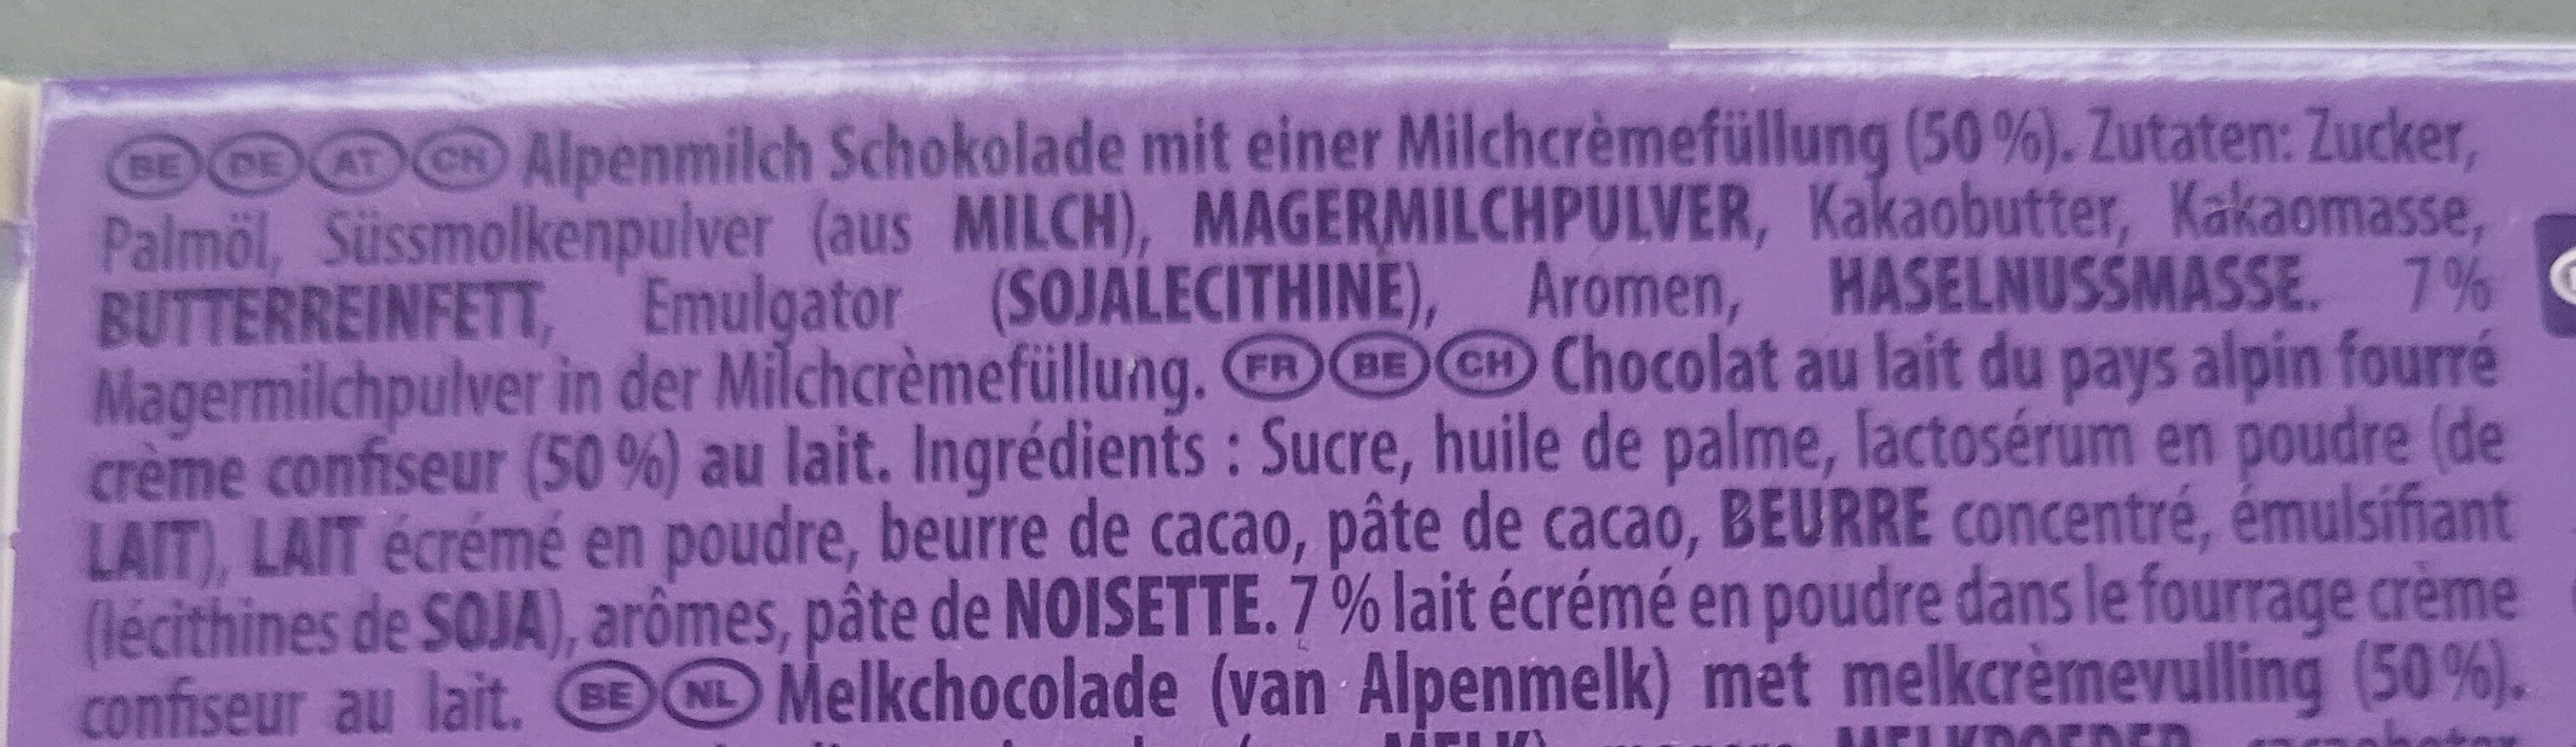 BE DE AT CH Alpenmilch Schokolade mit einer Milchcrèmefüllung (50 %). Zutaten: Zucker,
Palmöl, Süssmolkenpulver (aus MILCH), MAGERMILCHPULVER, Kakaobutter, Kakaomasse,
BUTTERREINFETT, Emulgator (SOJALECITHINE), Aromen, HASELNUSSMASSE. 7 %
Magermilchpulver in der Milchcrèmefüllung. FR BE CH Chocolat au lait du pays alpin fourré
crème confiseur (50 %) au lait. Ingrédients : Sucre, huile de palme, lactosérum en poudre (de
LAIT), LAIT écrémé en poudre, beurre de cacao, pâte de cacao, BEURRE concentré, émulsifiant
(lécithines de SOJA), arômes, pâte de NOISETTE. 7 % lait écrémé en poudre dans le fourrage crème
confiseur au lait. BE NL Melkchocolade (van Alpenmelk) met melkcrèmevulling (50 %).
MELK) MELKPOEDER